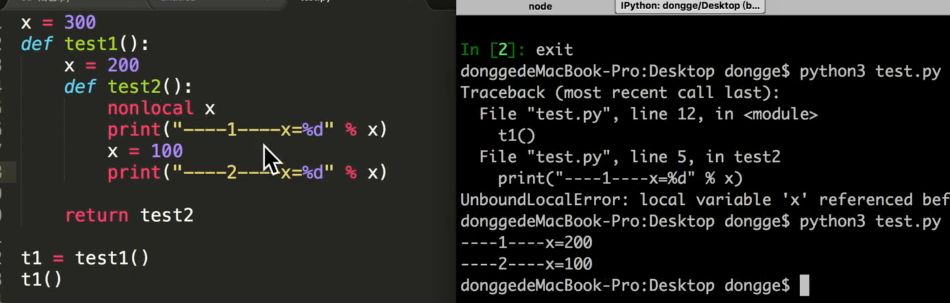 x = 300
def test1():
    x = 200
    def test2():
        nonlocal x
        print("----1----x=%d" % x)
        x = 100
        print("----2----x=%d" % x)

    return test2

t1 = test1()
t1()
node
IPython: dongge/Desktop (b...
In [2]: exit
donggedeMacBook-Pro:Desktop dongge$ python3 test.py
Traceback (most recent call last):
  File "test.py", line 12, in <module>
    t1()
  File "test.py", line 5, in test2
    print("----1----x=%d" % x)
UnboundLocalError: local variable 'x' referenced bef
donggedeMacBook-Pro:Desktop dongge$ python3 test.py
----1----x=200
----2----x=100
donggedeMacBook-Pro:Desktop dongge$